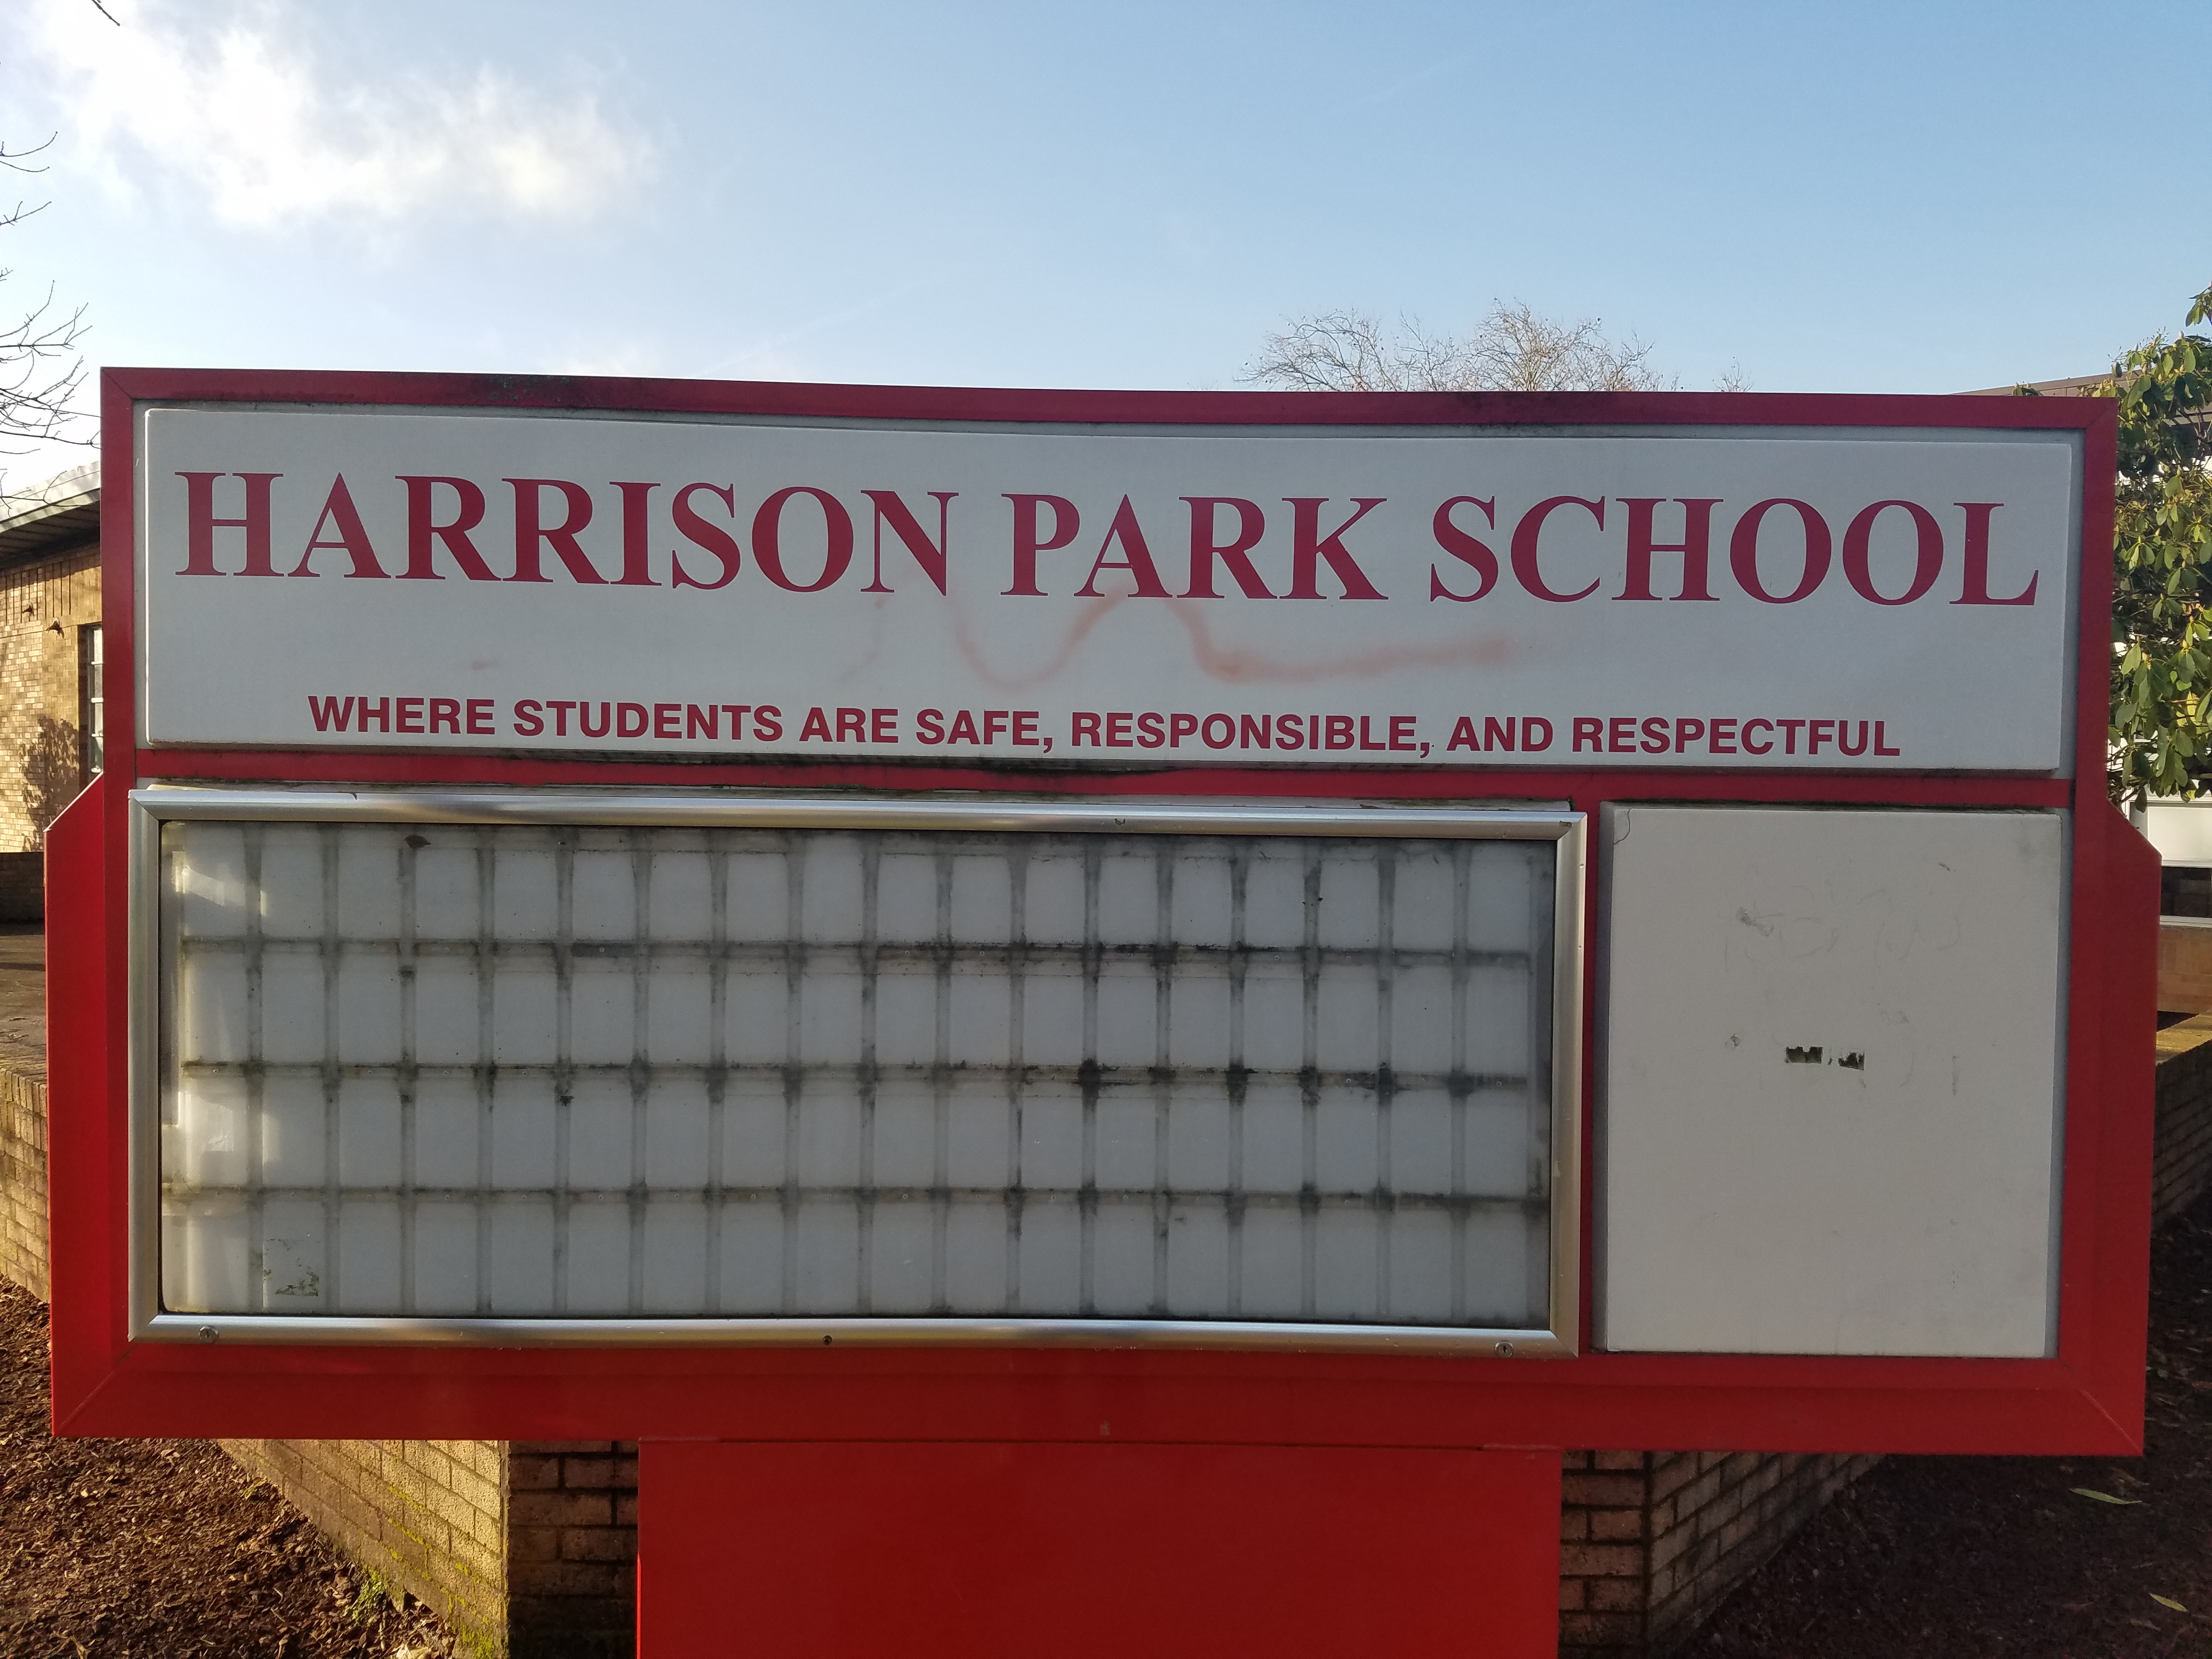 HARRISON PARK SCHOOL
WHERE STUDENTS ARE SAFE, RESPONSIBLE, AND RESPECTFUL